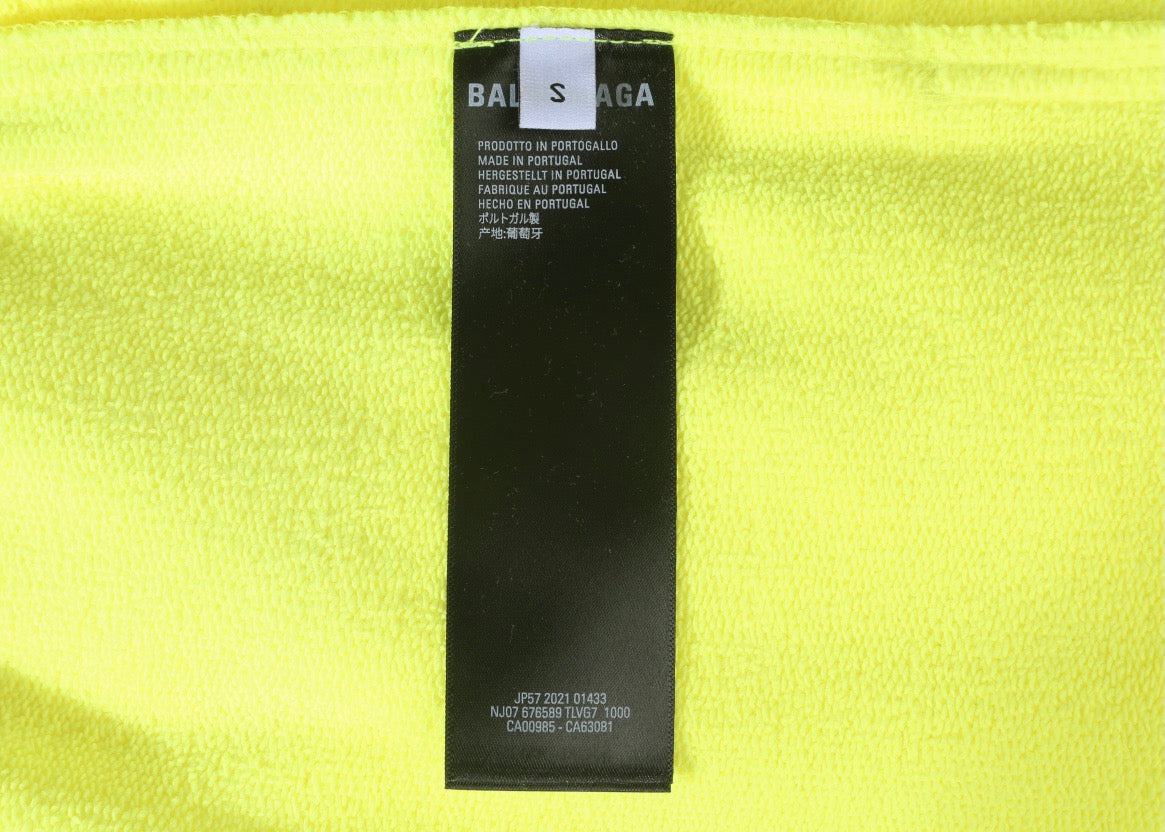 BAL AGA
S
PRODOTTO IN PORTOGALLO
MADE IN PORTUGAL
HERGESTELLT IN PORTUGAL
FABRIQUE AU PORTUGAL
HECHO EN PORTUGAL
ポルトガル製
产地:葡萄牙
JP57 2021 01433
NJ07 676589 TLVG7 1000
CA00985 - CA63081